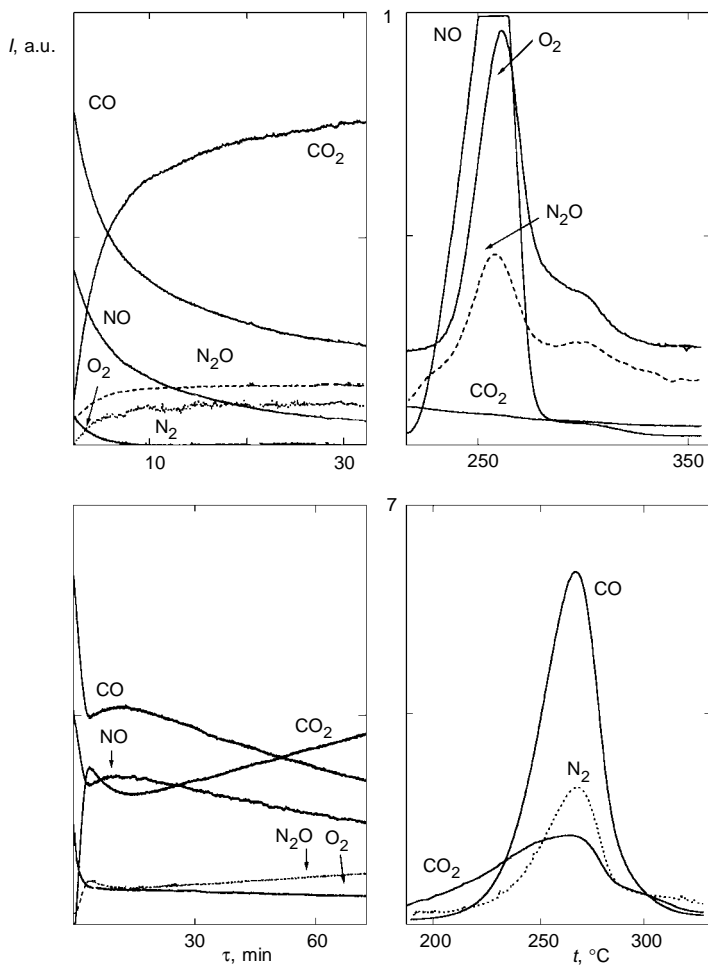 I, a.u.
CO
CO2
NO
N2O
O2
N2
10
30
1
NO
O2
N2O
CO2
250
350
CO
CO2
NO
N2O
O2
30
60
τ, min
7
CO
N2
CO2
200
250
300
t, °C